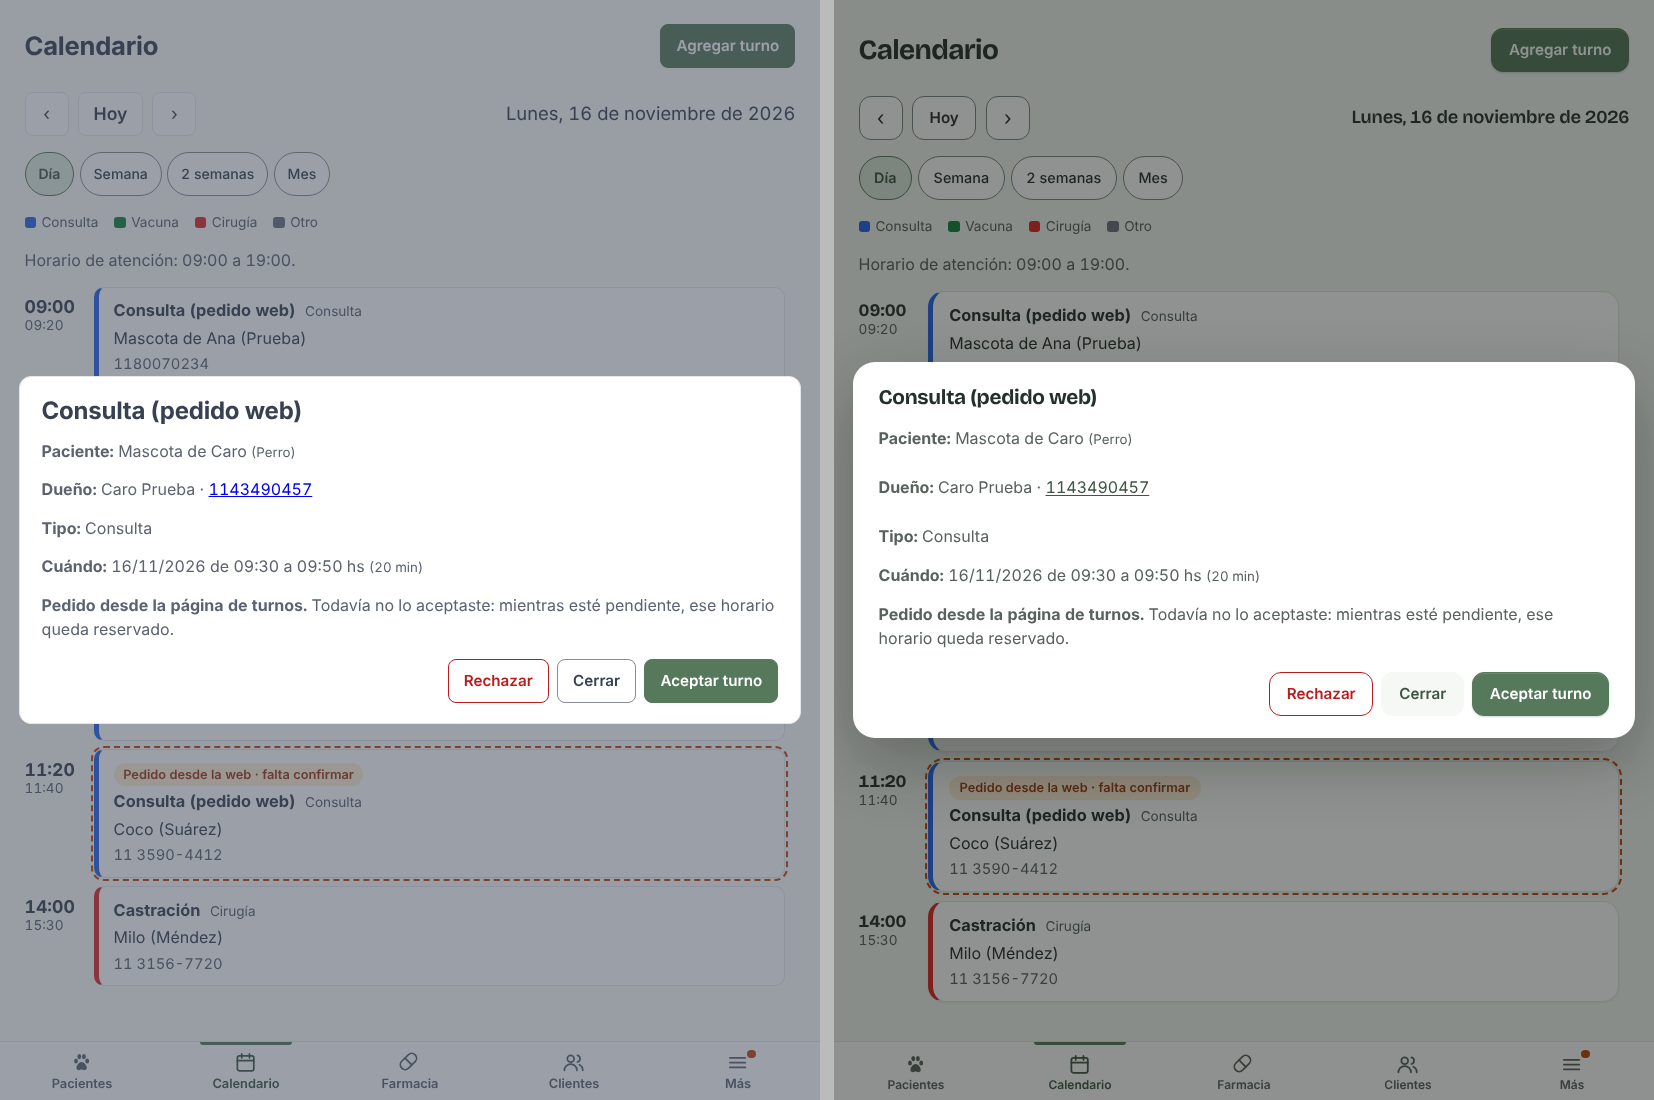 Calendario
Agregar turno
‹ Hoy ›
Lunes, 16 de noviembre de 2026
Día Semana 2 semanas Mes
Consulta Vacuna Cirugía Otro
Horario de atención: 09:00 a 19:00.
09:00
09:20
Consulta (pedido web) Consulta
Mascota de Ana (Prueba)
1180070234
Consulta (pedido web)
Paciente: Mascota de Caro (Perro)
Dueño: Caro Prueba · 1143490457
Tipo: Consulta
Cuándo: 16/11/2026 de 09:30 a 09:50 hs (20 min)
Pedido desde la página de turnos. Todavía no lo aceptaste: mientras esté pendiente, ese horario
queda reservado.
Rechazar Cerrar Aceptar turno
11:20
11:40
Pedido desde la web · falta confirmar
Consulta (pedido web) Consulta
Coco (Suárez)
11 3590-4412
14:00
15:30
Castración Cirugía
Milo (Méndez)
11 3156-7720
Pacientes Calendario Farmacia Clientes Más
Calendario
Agregar turno
‹ Hoy ›
Lunes, 16 de noviembre de 2026
Día Semana 2 semanas Mes
Consulta Vacuna Cirugía Otro
Horario de atención: 09:00 a 19:00.
09:00
09:20
Consulta (pedido web) Consulta
Mascota de Ana (Prueba)
Consulta (pedido web)
Paciente: Mascota de Caro (Perro)
Dueño: Caro Prueba · 1143490457
Tipo: Consulta
Cuándo: 16/11/2026 de 09:30 a 09:50 hs (20 min)
Pedido desde la página de turnos. Todavía no lo aceptaste: mientras esté pendiente, ese
horario queda reservado.
Rechazar Cerrar Aceptar turno
11:20
11:40
Pedido desde la web · falta confirmar
Consulta (pedido web) Consulta
Coco (Suárez)
11 3590-4412
14:00
15:30
Castración Cirugía
Milo (Méndez)
11 3156-7720
Pacientes Calendario Farmacia Clientes Más